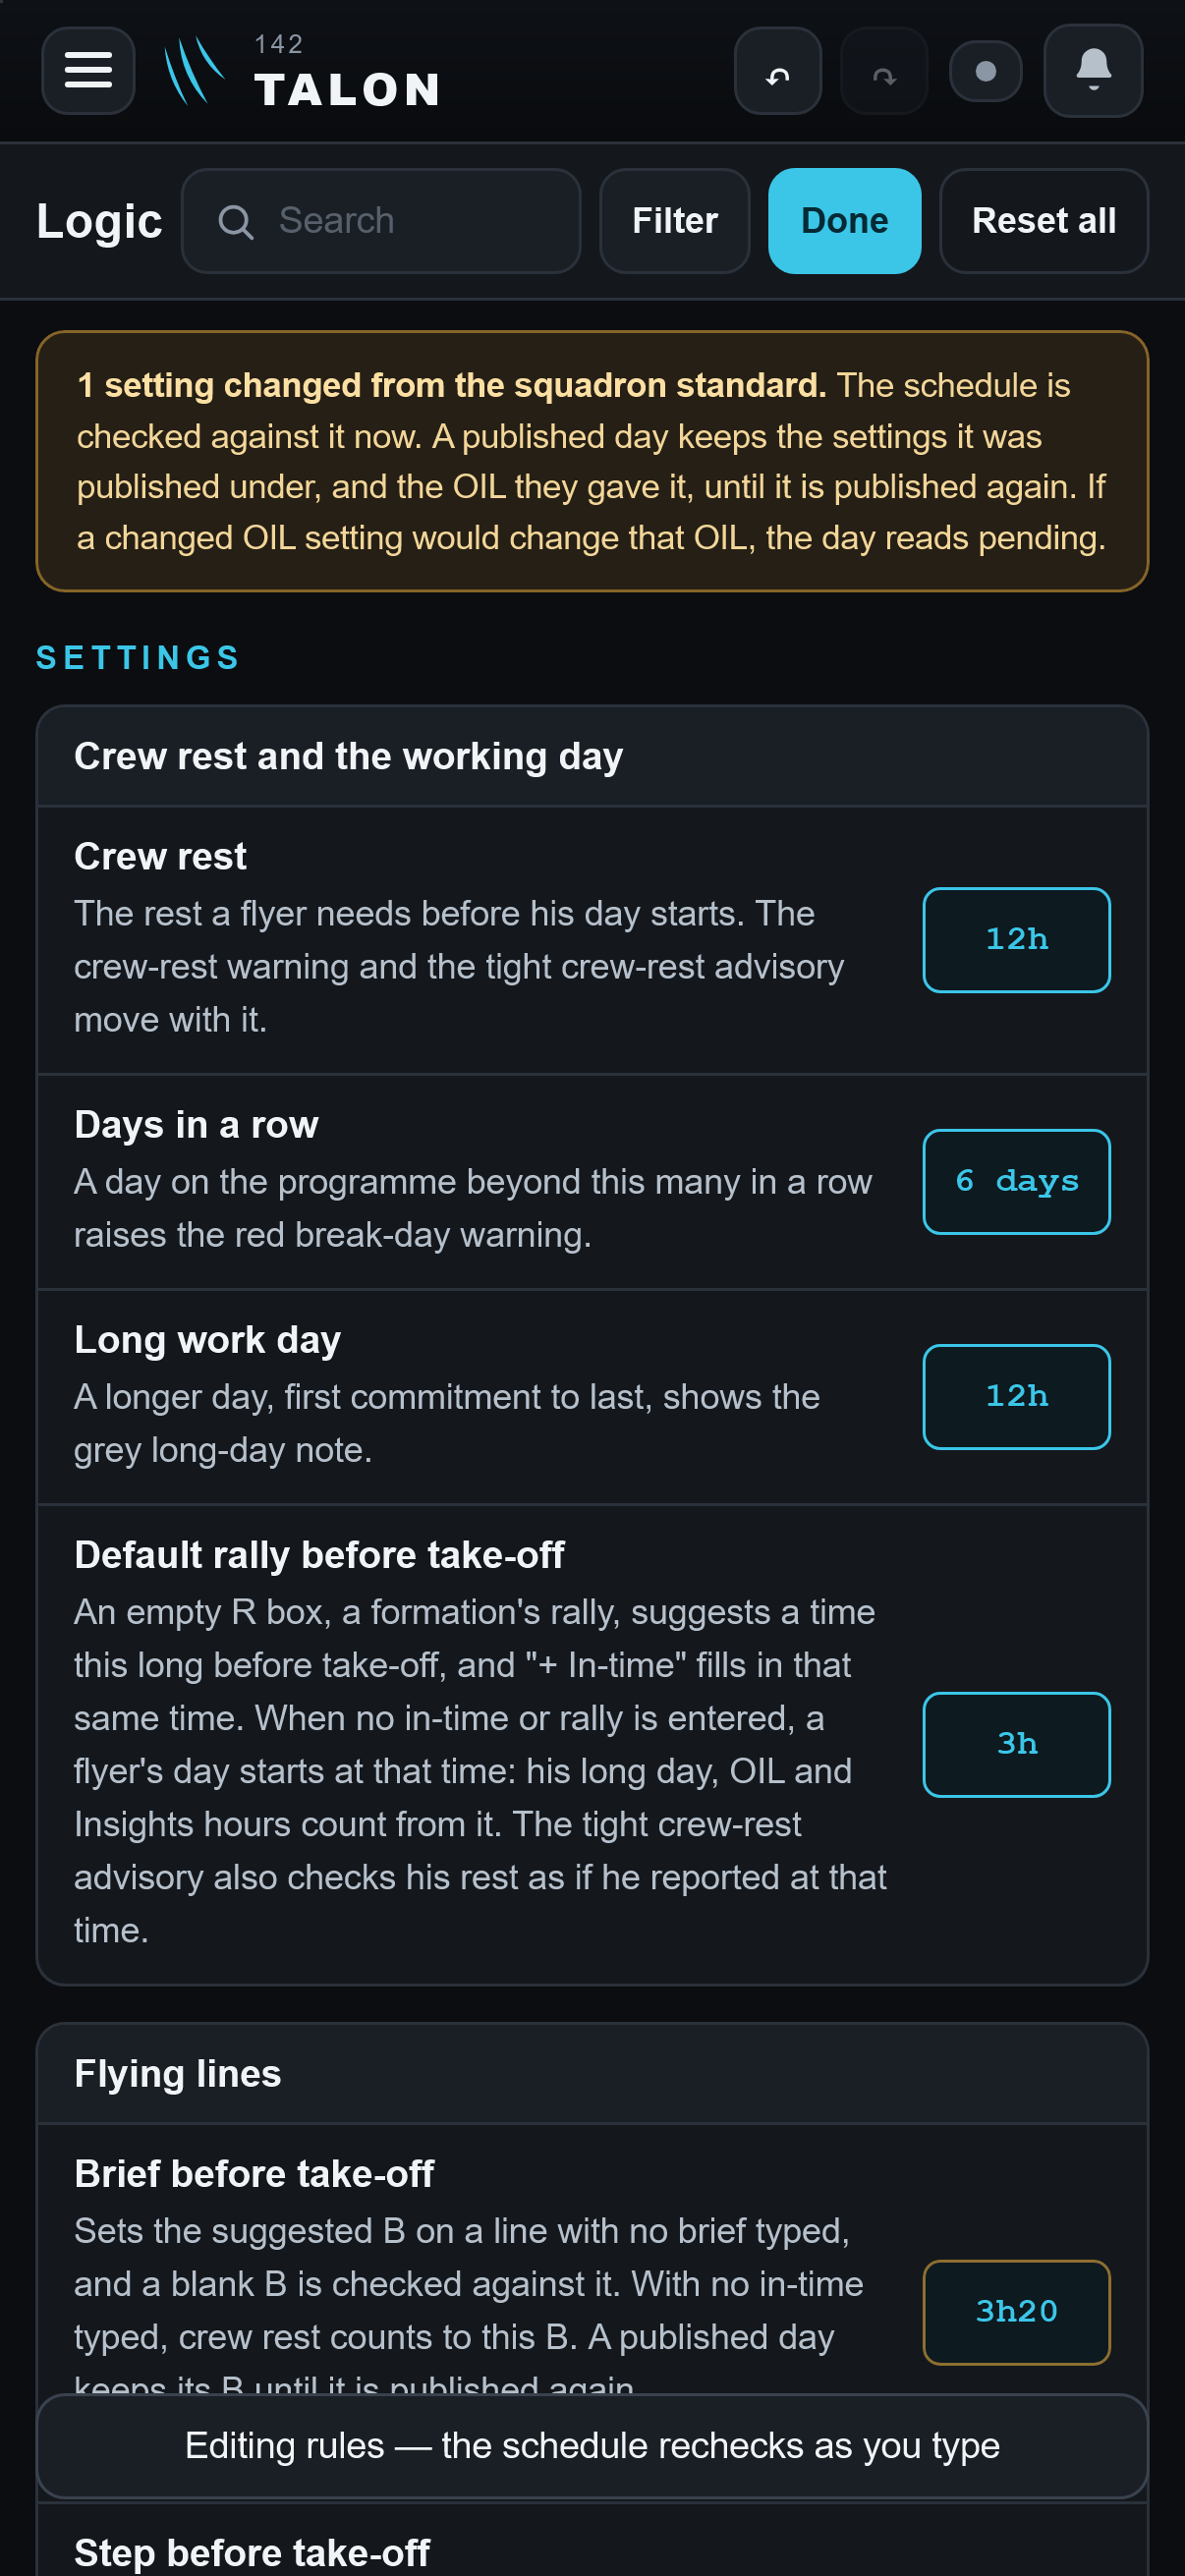 142
TALON
Logic
Search
Filter
Done
Reset all
1 setting changed from the squadron standard. The schedule is
checked against it now. A published day keeps the settings it was
published under, and the OIL they gave it, until it is published again. If
a changed OIL setting would change that OIL, the day reads pending.
SETTINGS
Crew rest and the working day
Crew rest
The rest a flyer needs before his day starts. The
crew-rest warning and the tight crew-rest advisory
move with it.
12h
Days in a row
A day on the programme beyond this many in a row
raises the red break-day warning.
6 days
Long work day
A longer day, first commitment to last, shows the
grey long-day note.
12h
Default rally before take-off
An empty R box, a formation's rally, suggests a time
this long before take-off, and "+ In-time" fills in that
same time. When no in-time or rally is entered, a
flyer's day starts at that time: his long day, OIL and
Insights hours count from it. The tight crew-rest
advisory also checks his rest as if he reported at that
time.
3h
Flying lines
Brief before take-off
Sets the suggested B on a line with no brief typed,
and a blank B is checked against it. With no in-time
typed, crew rest counts to this B. A published day
keeps its B until it is published again.
3h20
Editing rules — the schedule rechecks as you type
Step before take-off